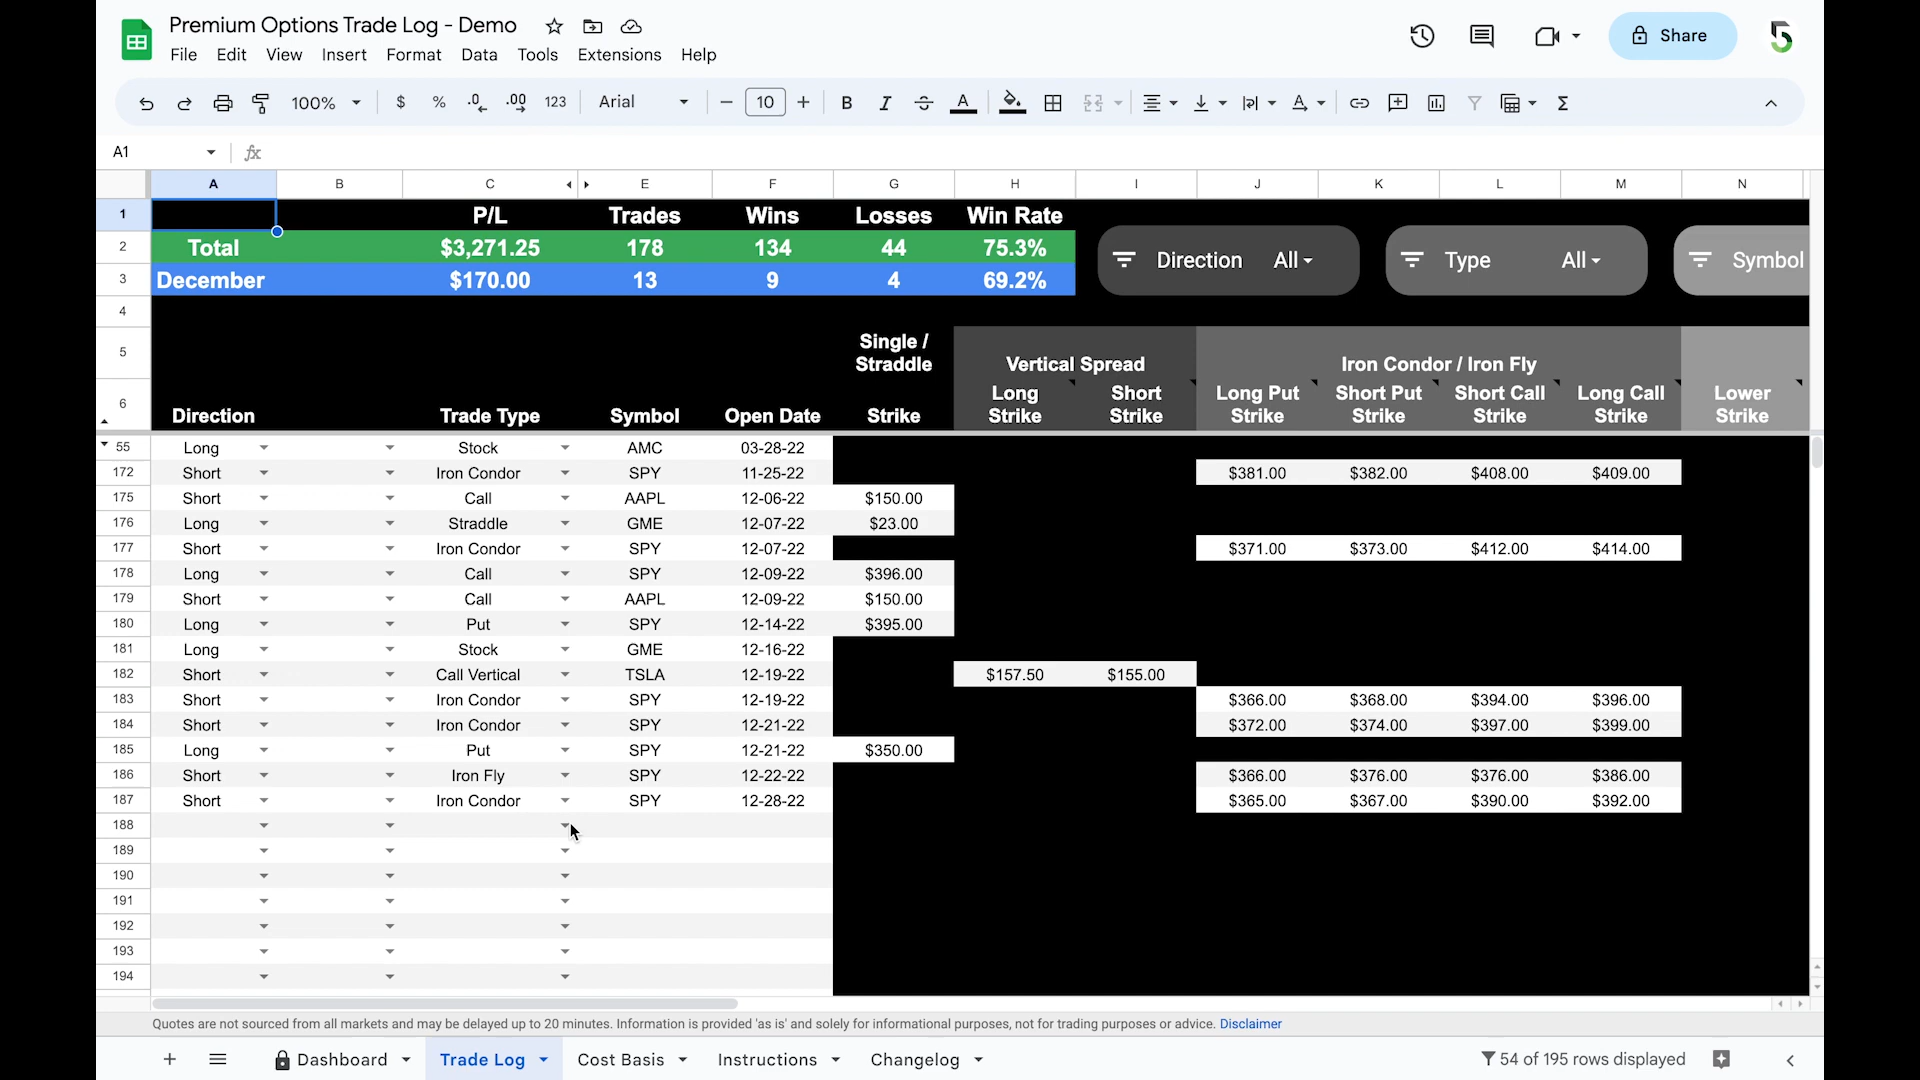 Premium Options Trade Log - Demo
File Edit View Insert Format Data Tools Extensions Help
Share
100% $ % .0 .00 123 Arial 10 B I S A Σ
A1 fx
A B C E F G H I J K L M N
1 P/L Trades Wins Losses Win Rate
2 Total $3,271.25 178 134 44 75.3%
3 December $170.00 13 9 4 69.2%
Direction All Type All Symbol
4
5 Single / Straddle Vertical Spread Iron Condor / Iron Fly
6 Direction Trade Type Symbol Open Date Strike Long Strike Short Strike Long Put Strike Short Put Strike Short Call Strike Long Call Strike Lower Strike
55 Long Stock AMC 03-28-22
172 Short Iron Condor SPY 11-25-22 $381.00 $382.00 $408.00 $409.00
175 Short Call AAPL 12-06-22 $150.00
176 Long Straddle GME 12-07-22 $23.00
177 Short Iron Condor SPY 12-07-22 $371.00 $373.00 $412.00 $414.00
178 Long Call SPY 12-09-22 $396.00
179 Short Call AAPL 12-09-22 $150.00
180 Long Put SPY 12-14-22 $395.00
181 Long Stock GME 12-16-22
182 Short Call Vertical TSLA 12-19-22 $157.50 $155.00
183 Short Iron Condor SPY 12-19-22 $366.00 $368.00 $394.00 $396.00
184 Short Iron Condor SPY 12-21-22 $372.00 $374.00 $397.00 $399.00
185 Long Put SPY 12-21-22 $350.00
186 Short Iron Fly SPY 12-22-22 $366.00 $376.00 $376.00 $386.00
187 Short Iron Condor SPY 12-28-22 $365.00 $367.00 $390.00 $392.00
188
189
190
191
192
193
194
Quotes are not sourced from all markets and may be delayed up to 20 minutes. Information is provided 'as is' and solely for informational purposes, not for trading purposes or advice. Disclaimer
Dashboard Trade Log Cost Basis Instructions Changelog 54 of 195 rows displayed